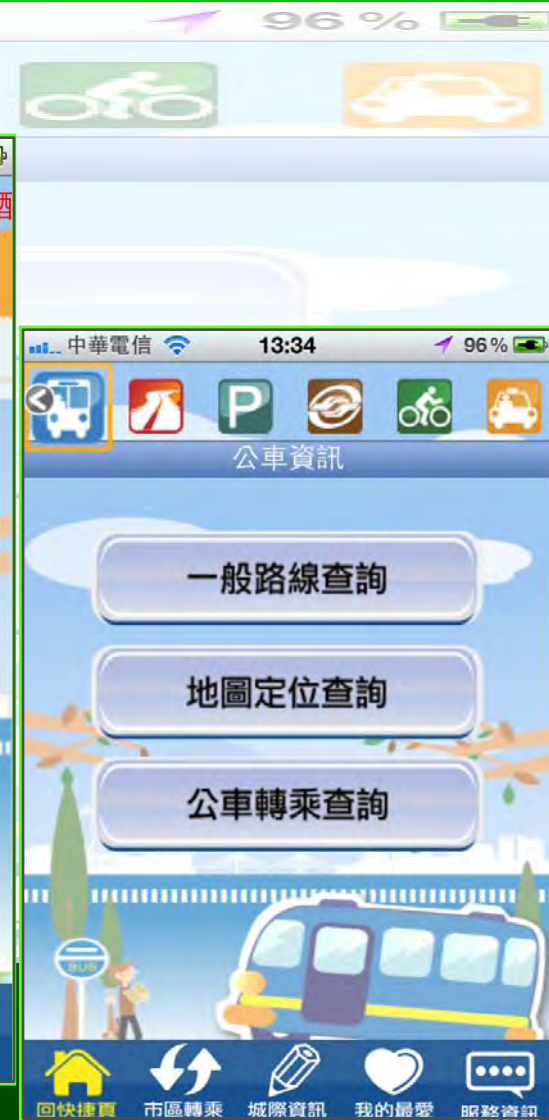 96%
酒
中華電信 13:34 96%
P
公車資訊
一般路線查詢
地圖定位查詢
公車轉乘查詢
BUS
回快捷頁 市區轉乘 城際資訊 我的最愛 服務資訊